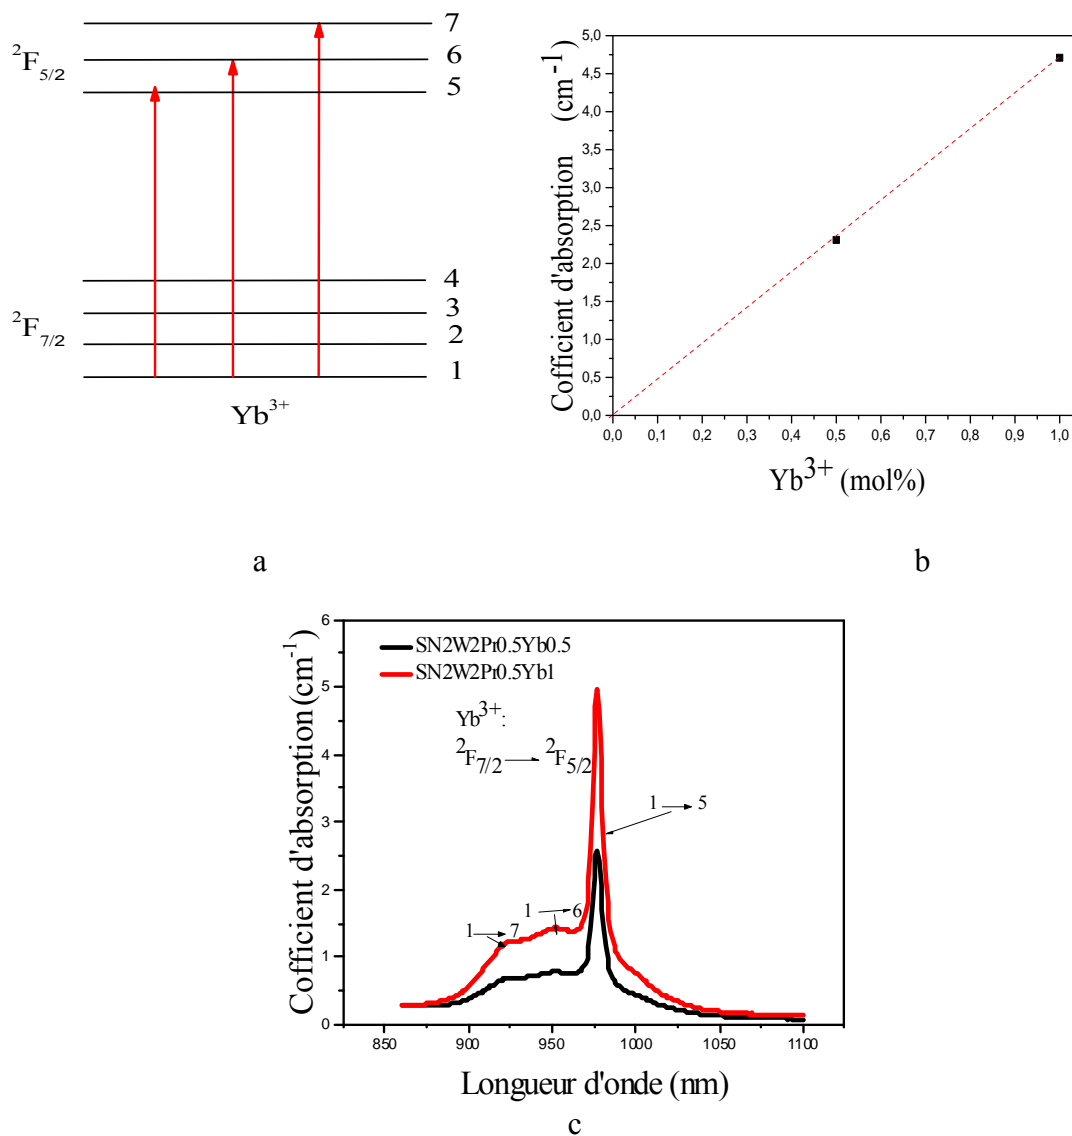 7
6
²F₅/₂
5
4
3
²F₇/₂
2
1
Yb³⁺
a
Cofficient d'absorption (cm⁻¹)
5,0
4,5
4,0
3,5
3,0
2,5
2,0
1,5
1,0
0,5
0,0
0,0 0,1 0,2 0,3 0,4 0,5 0,6 0,7 0,8 0,9 1,0
Yb³⁺ (mol%)
b
Cofficient d'absorption (cm⁻¹)
6
5
4
3
2
1
0
SN2W2Pr0.5Yb0.5
SN2W2Pr0.5Yb1
Yb³⁺:
²F₇/₂ → ²F₅/₂
1 → 5
1 → 6
1 → 7
850 900 950 1000 1050 1100
Longueur d'onde (nm)
c